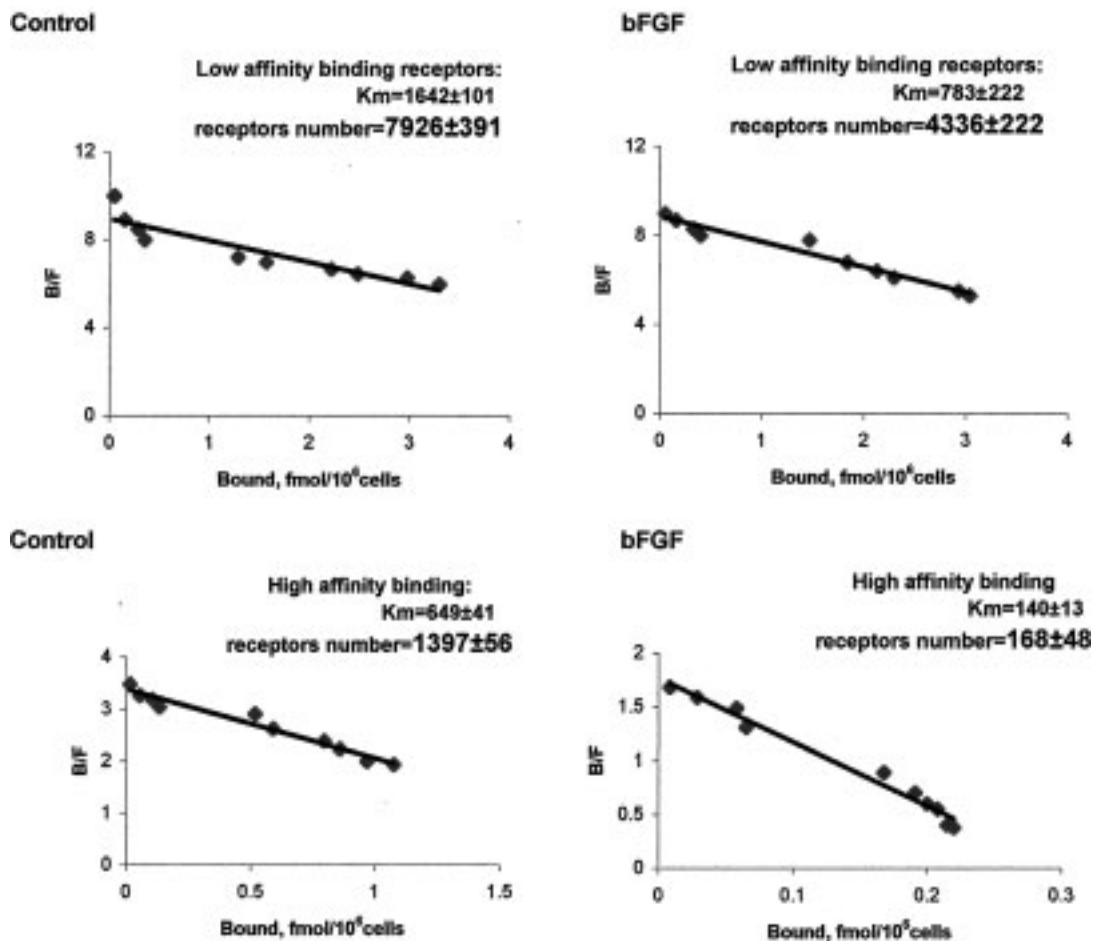 Control
Low affinity binding receptors:
Km=1642±101
receptors number=7926±391
12
8
4
0
B/F
0 1 2 3 4
Bound, fmol/10⁶cells
bFGF
Low affinity binding receptors:
Km=783±222
receptors number=4336±222
12
8
4
0
B/F
0 1 2 3 4
Bound, fmol/10⁶cells
Control
High affinity binding:
Km=649±41
receptors number=1397±56
4
3
2
1
0
B/F
0 0.5 1 1.5
Bound, fmol/10⁶cells
bFGF
High affinity binding
Km=140±13
receptors number=168±48
2
1.5
1
0.5
0
B/F
0 0.1 0.2 0.3
Bound, fmol/10⁶cells